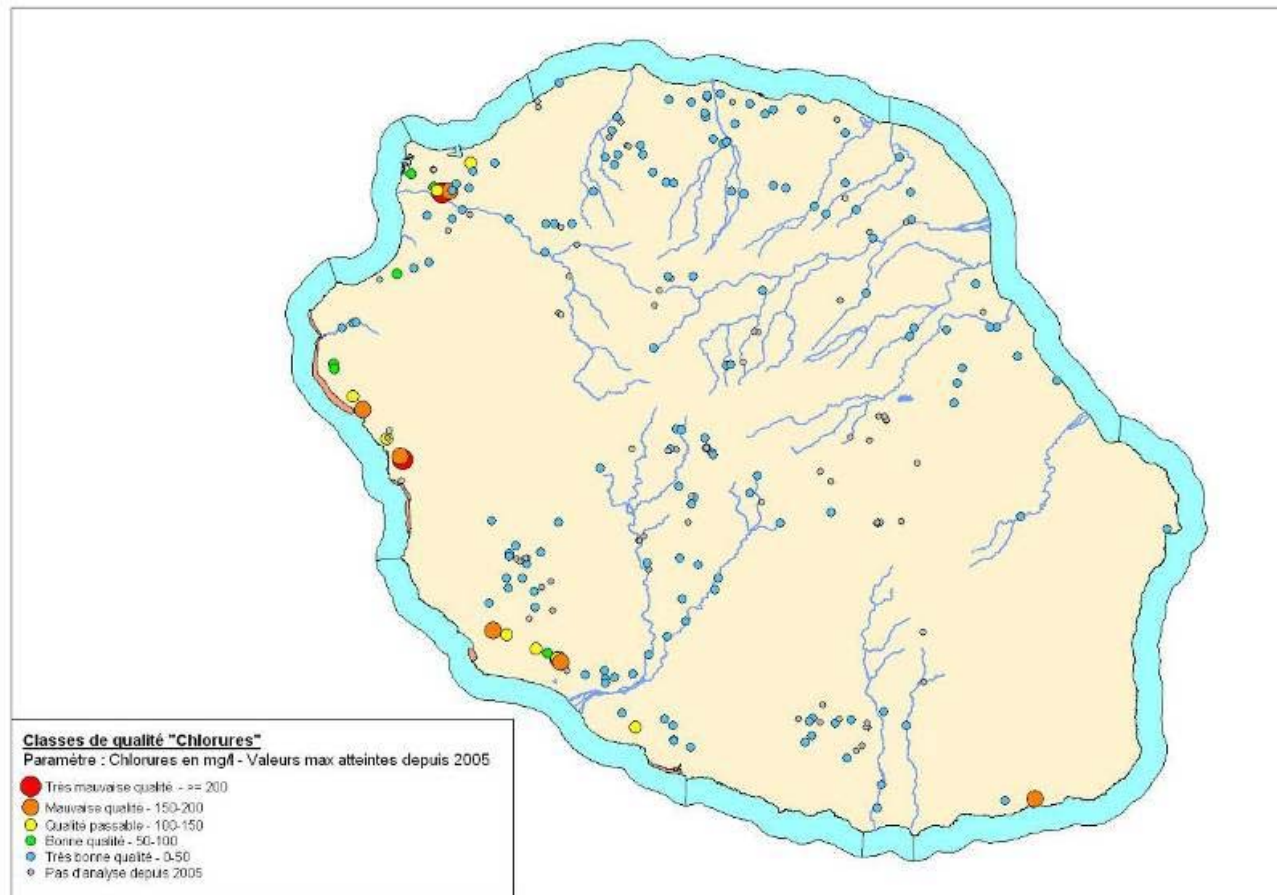 Classes de qualité "Chlorures"
Paramètre : Chlorures en mg/l - Valeurs max atteintes depuis 2005
Très mauvaise qualité - >= 200
Mauvaise qualité - 150-200
Qualité passable - 100-150
Bonne qualité - 50-100
Très bonne qualité - 0-50
Pas d'analyse depuis 2005